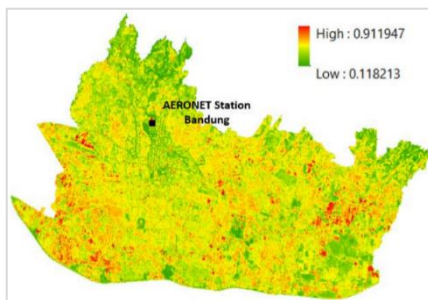 High : 0.911947
Low : 0.118213
AERONET Station
Bandung